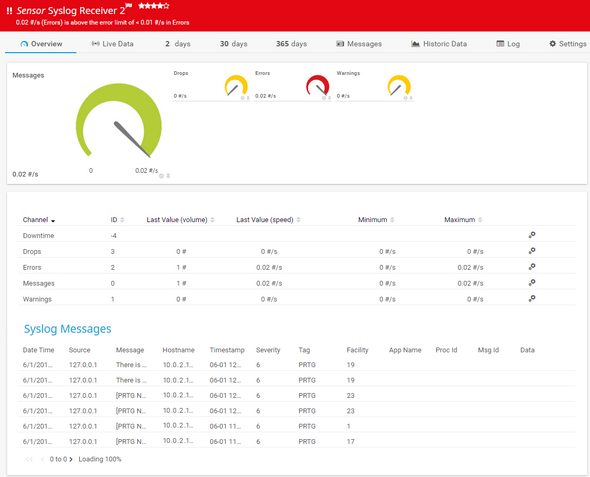 !! Sensor Syslog Receiver 2
0.02 #/s (Errors) is above the error limit of < 0.01 #/s in Errors
Overview Live Data 2 days 30 days 365 days Messages Historic Data Log Settings
Messages
Drops Errors Warnings
0 #/s 0.02 #/s 0 #/s
0 0.02 #/s
0.02 #/s
Channel ID Last Value (volume) Last Value (speed) Minimum Maximum
Downtime -4
Drops 3 0 # 0 #/s 0 #/s 0 #/s
Errors 2 1 # 0.02 #/s 0 #/s 0.02 #/s
Messages 0 1 # 0.02 #/s 0 #/s 0.02 #/s
Warnings 1 0 # 0 #/s 0 #/s 0 #/s
Syslog Messages
Date Time Source Message Hostname Timestamp Severity Tag Facility App Name Proc Id Msg Id Data
6/1/201... 127.0.0.1 There is ... 10.0.2.1... 06-01 12... 6 PRTG 19
6/1/201... 127.0.0.1 There is ... 10.0.2.1... 06-01 12... 6 PRTG 19
6/1/201... 127.0.0.1 [PRTG N... 10.0.2.1... 06-01 12... 6 PRTG 23
6/1/201... 127.0.0.1 [PRTG N... 10.0.2.1... 06-01 12... 6 PRTG 23
6/1/201... 127.0.0.1 [PRTG N... 10.0.2.1... 06-01 11... 6 PRTG 1
6/1/201... 127.0.0.1 [PRTG N... 10.0.2.1... 06-01 11... 6 PRTG 17
0 to 0 Loading 100%